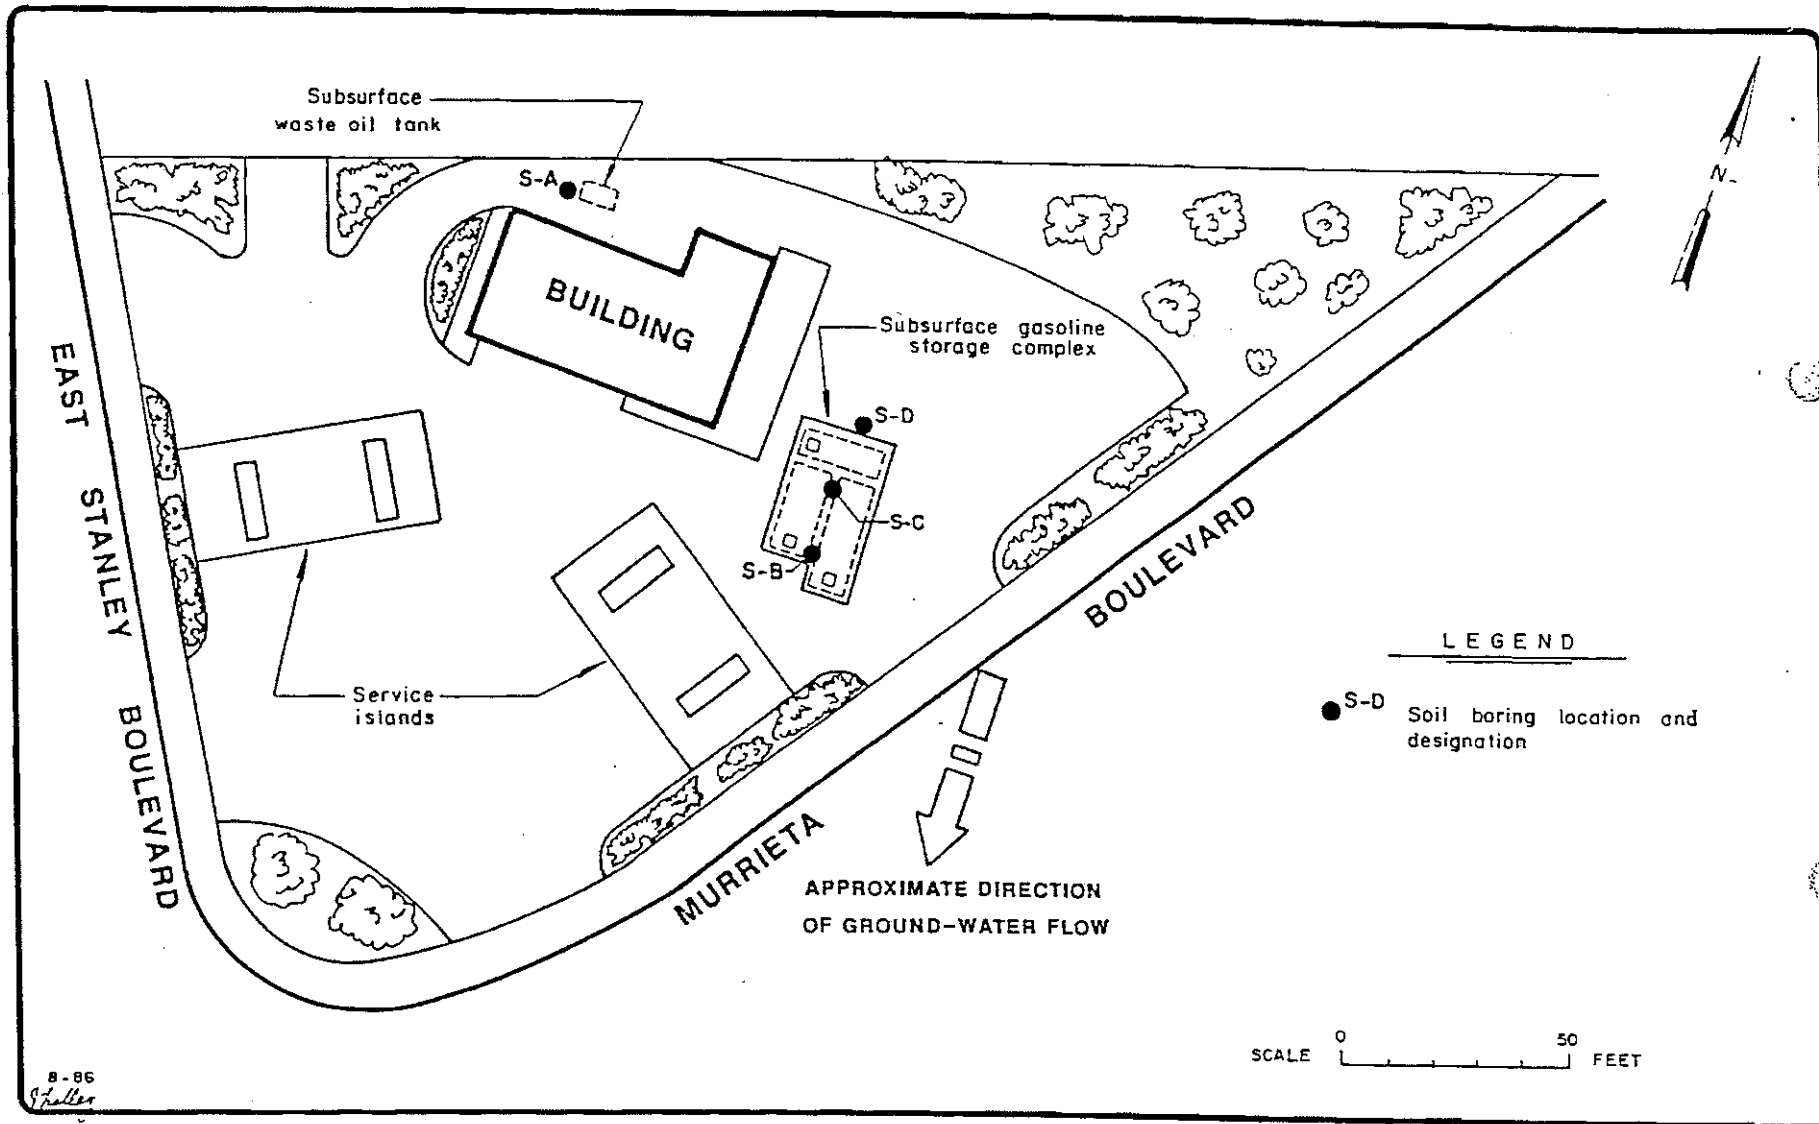 Subsurface
waste oil tank
S-A
N
BUILDING
Subsurface gasoline
storage complex
S-D
S-C
S-B
EAST STANLEY BOULEVARD
MURRIETA BOULEVARD
Service
islands
LEGEND
S-D Soil boring location and
designation
APPROXIMATE DIRECTION
OF GROUND-WATER FLOW
SCALE 0 50 FEET
8-86